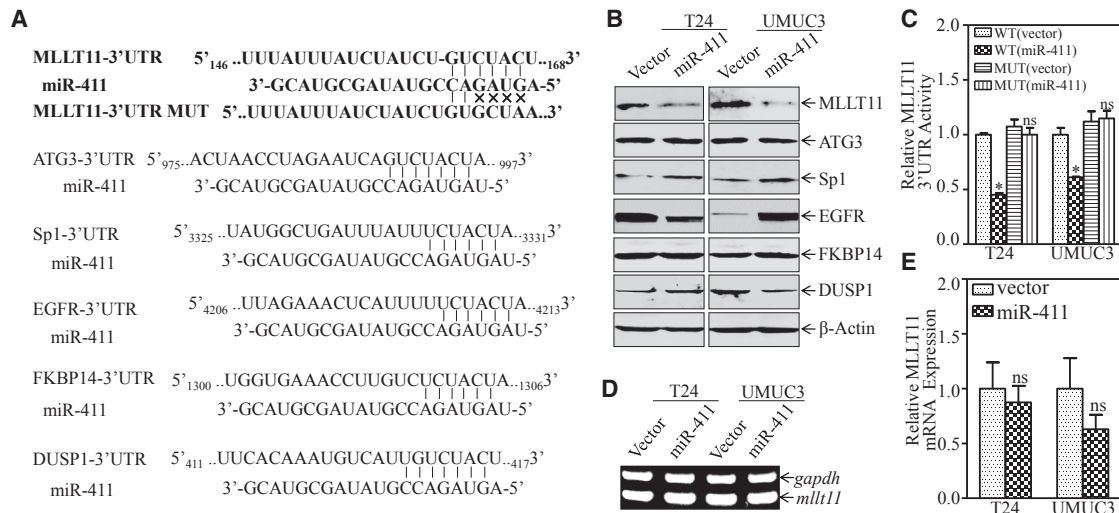 A
MLLT11-3'UTR 5'146 ..UUUAUUUAUCUAUCU-GUCUACU..168 3'
miR-411 3'-GCAUGCGAUAUGCCAGAUGA-5'
MLLT11-3'UTR MUT 5'..UUUAUUUAUCUAUCUGUGCUAA..3'
ATG3-3'UTR 5'975 ..ACUAACCUAGAAUCAGUCUACUA..997 3'
miR-411 3'-GCAUGCGAUAUGCCAGAUGAU-5'
Sp1-3'UTR 5'3325 ..UAUGGCUGAUUUAUUUCUACUA..3331 3'
miR-411 3'-GCAUGCGAUAUGCCAGAUGAU-5'
EGFR-3'UTR 5'4206 ..UUAGAAACUCAUUUUUCUACUA..4213 3'
miR-411 3'-GCAUGCGAUAUGCCAGAUGAU-5'
FKBP14-3'UTR 5'1300 ..UGGUGAAACCUUGUCUCUACUA..1306 3'
miR-411 3'-GCAUGCGAUAUGCCAGAUGAU-5'
DUSP1-3'UTR 5'411 ..UUCACAAAUGUCAUUGUCUACU..417 3'
miR-411 3'-GCAUGCGAUAUGCCAGAUGA-5'
B
T24 UMUC3
Vector miR-411 Vector miR-411
MLLT11
ATG3
Sp1
EGFR
FKBP14
DUSP1
β-Actin
C
WT(vector)
WT(miR-411)
MUT(vector)
MUT(miR-411)
Relative MLLT11
3'UTR Activity
2.0
1.5
1.0
0.5
0.0
* ns * ns
T24 UMUC3
D
T24 UMUC3
Vector miR-411 Vector miR-411
gapdh
mllt11
E
vector
miR-411
Relative MLLT11
mRNA Expression
2.0
1.5
1.0
0.5
0.0
ns ns
T24 UMUC3